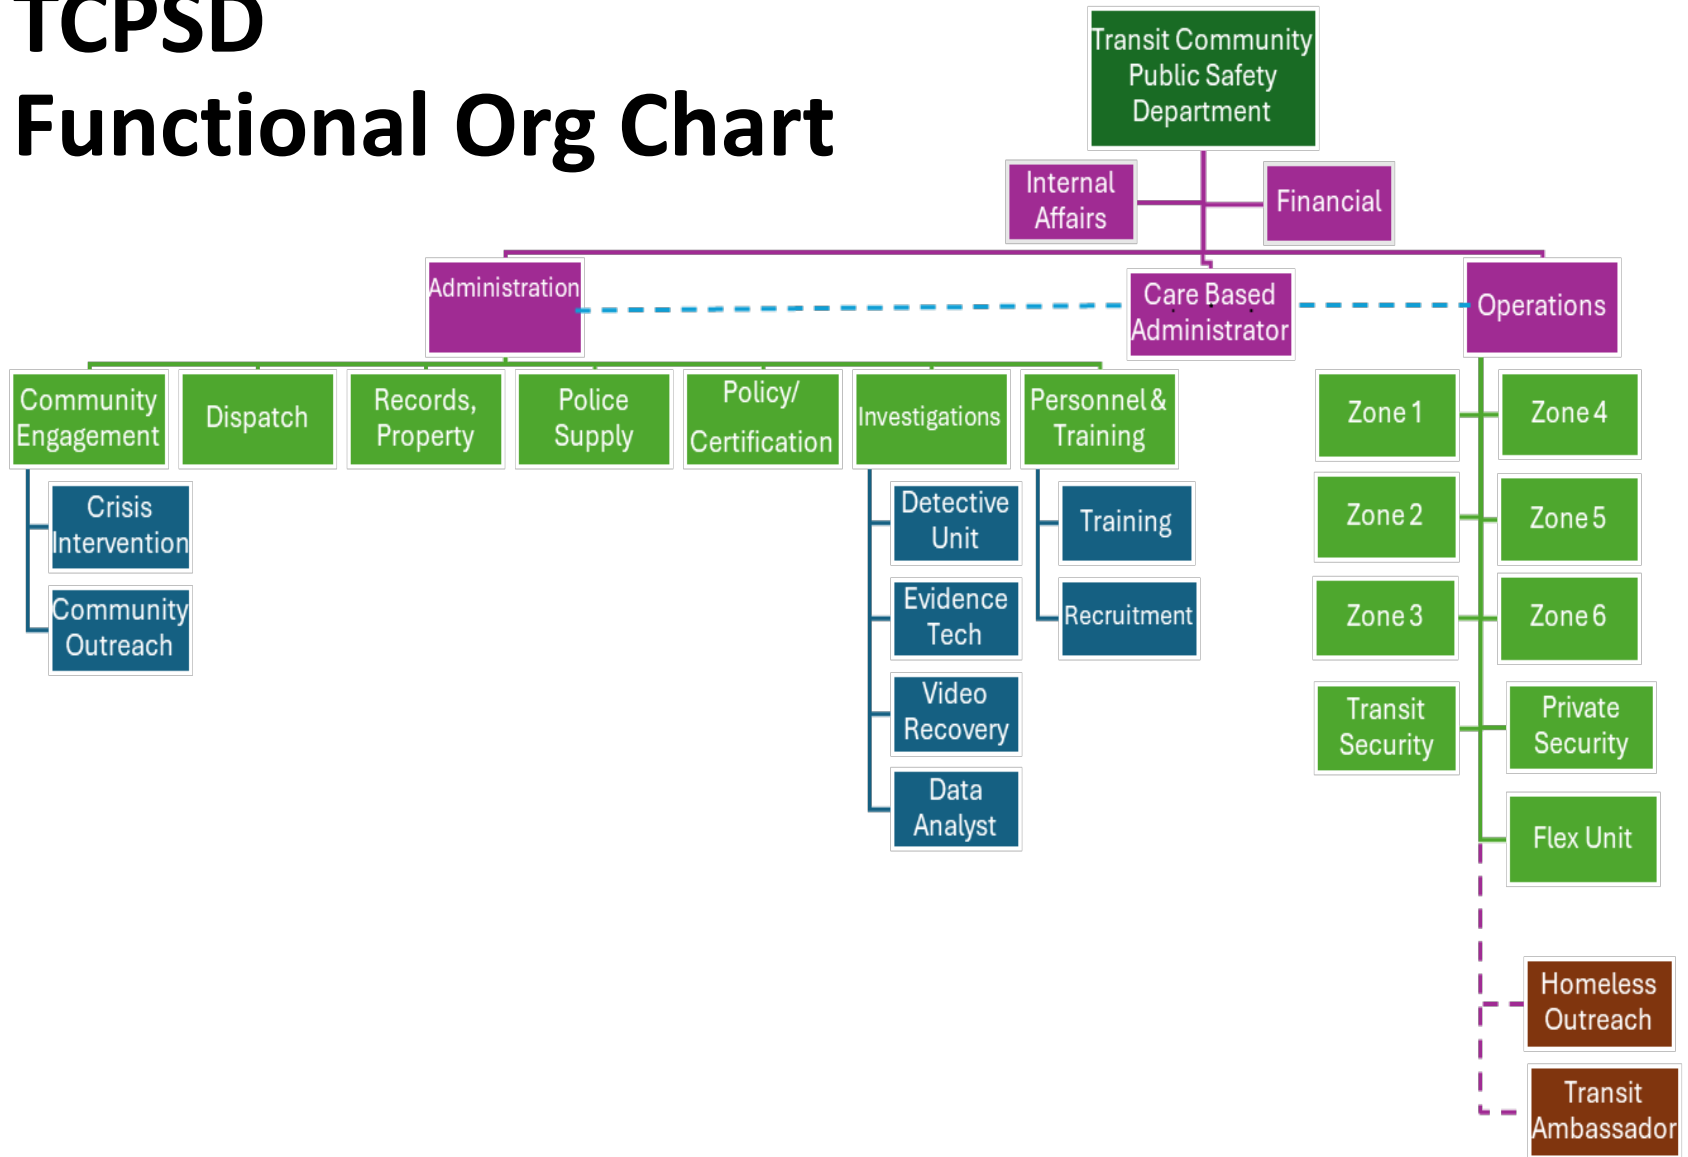 TCPSD
Functional Org Chart
Transit Community
Public Safety
Department
Internal
Affairs
Financial
Administration
Care Based
Administrator
Operations
Community
Engagement
Dispatch
Records,
Property
Police
Supply
Policy/
Certification
Investigations
Personnel &
Training
Crisis
Intervention
Community
Outreach
Detective
Unit
Evidence
Tech
Video
Recovery
Data
Analyst
Training
Recruitment
Zone 1
Zone 4
Zone 2
Zone 5
Zone 3
Zone 6
Transit
Security
Private
Security
Flex Unit
Homeless
Outreach
Transit
Ambassador